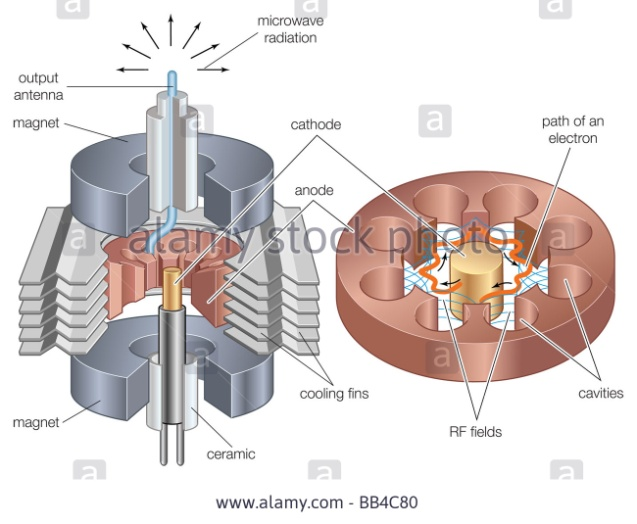 microwave
radiation
output
antenna
magnet
cathode
path of an
electron
anode
alamy stock photo
cooling fins
cavities
magnet
RF fields
ceramic
a
a
a
a
a
a
a
a
a
a
a
www.alamy.com - BB4C80